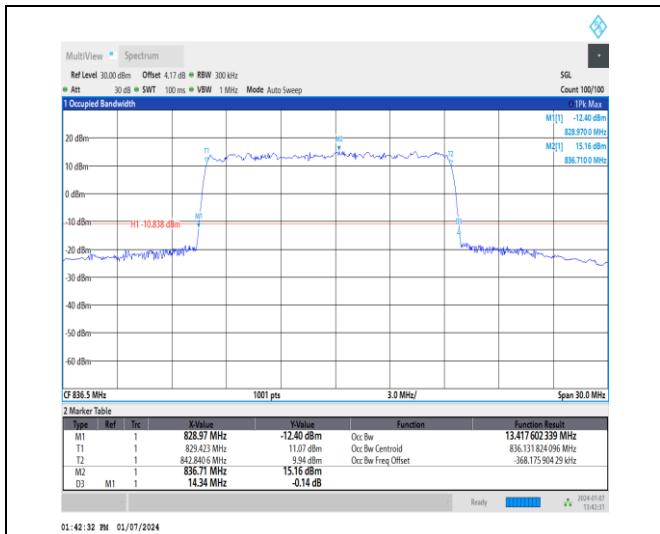 MultiView Spectrum
Ref Level 30.00 dBm Offset 4.17 dB RBW 300 kHz SGL
Att 30 dB SWT 100 ms VBW 1 MHz Mode Auto Sweep Count 100/100
1 Occupied Bandwidth 1Pk Max
M1[1] -12.40 dBm
828.9700 MHz
M2[1] 15.16 dBm
836.7100 MHz
20 dBm
M2
T1
T2
10 dBm
0 dBm
M1
-10 dBm
H1 -10.838 dBm
D3
-20 dBm
-30 dBm
-40 dBm
-50 dBm
-60 dBm
CF 836.5 MHz 1001 pts 3.0 MHz/ Span 30.0 MHz
2 Marker Table
Type Ref Trc X-Value Y-Value Function Function Result
M1 1 828.97 MHz -12.40 dBm Occ Bw 13.417 602 339 MHz
T1 1 829.423 MHz 11.07 dBm Occ Bw Centroid 836.131 824 096 MHz
T2 1 842.840 6 MHz 9.94 dBm Occ Bw Freq Offset -368.175 904 29 kHz
M2 1 836.71 MHz 15.16 dBm
D3 M1 1 14.34 MHz -0.14 dB
Ready 2024-01-07
13:42:31
01:42:32 PM 01/07/2024